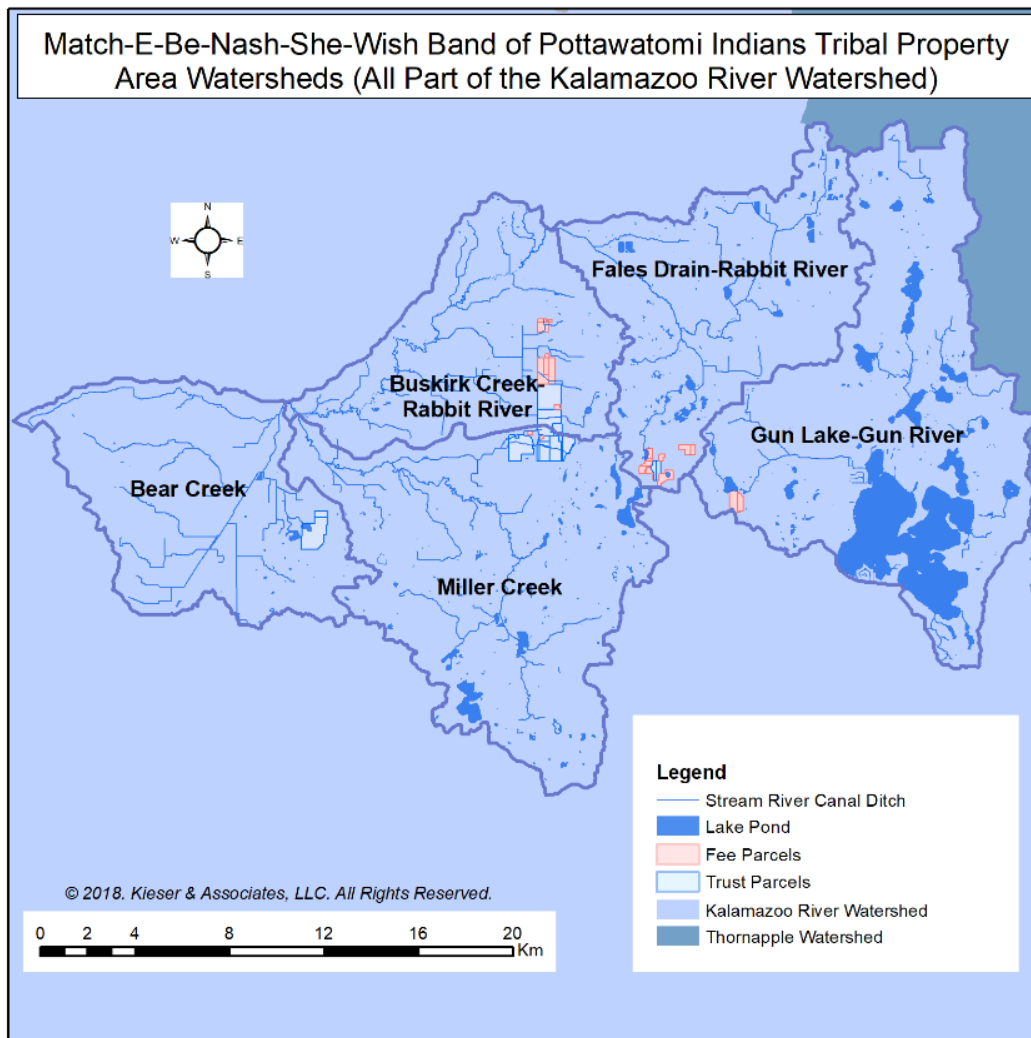 Match-E-Be-Nash-She-Wish Band of Pottawatomi Indians Tribal Property
Area Watersheds (All Part of the Kalamazoo River Watershed)
N
W E
S
Fales Drain-Rabbit River
Buskirk Creek-
Rabbit River
Gun Lake-Gun River
Bear Creek
Miller Creek
Legend
Stream River Canal Ditch
Lake Pond
Fee Parcels
Trust Parcels
Kalamazoo River Watershed
Thornapple Watershed
© 2018. Kieser & Associates, LLC. All Rights Reserved.
0 2 4 8 12 16 20
Km